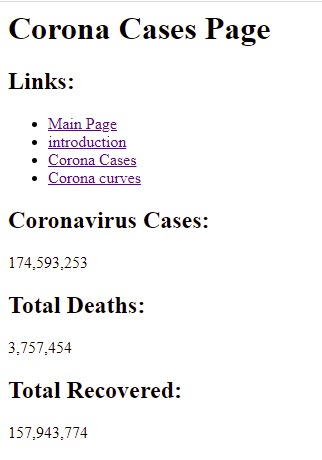 Corona Cases Page
Links:
Main Page
introduction
Corona Cases
Corona curves
Coronavirus Cases:
174,593,253
Total Deaths:
3,757,454
Total Recovered:
157,943,774